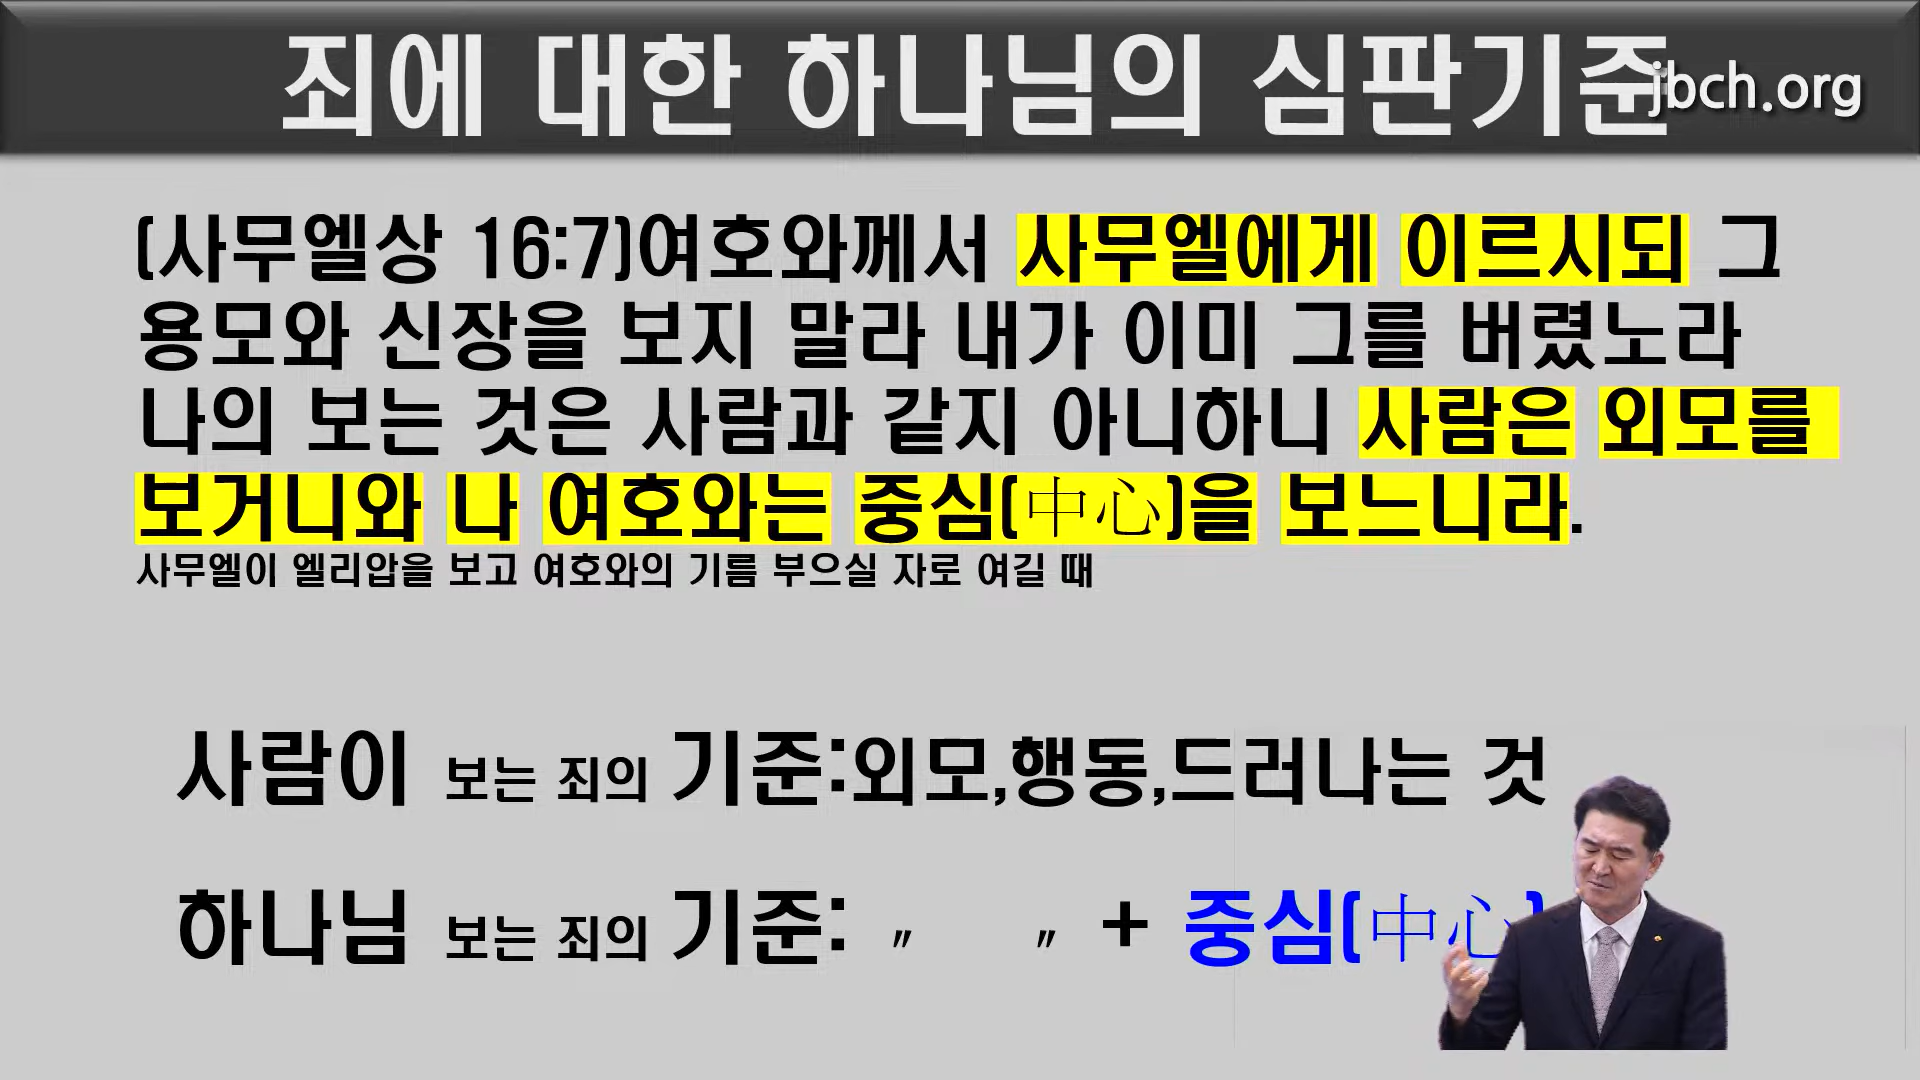 죄에 대한 하나님의 심판기준
jbch.org
(사무엘상 16:7)여호와께서 사무엘에게 이르시되 그
용모와 신장을 보지 말라 내가 이미 그를 버렸노라
나의 보는 것은 사람과 같지 아니하니 사람은 외모를
보거니와 나 여호와는 중심(中心)을 보느니라.
사무엘이 엘리압을 보고 여호와의 기름 부으실 자로 여길 때
사람이 보는 죄의 기준:외모,행동,드러나는 것
하나님 보는 죄의 기준: 〃 〃 + 중심(中心)